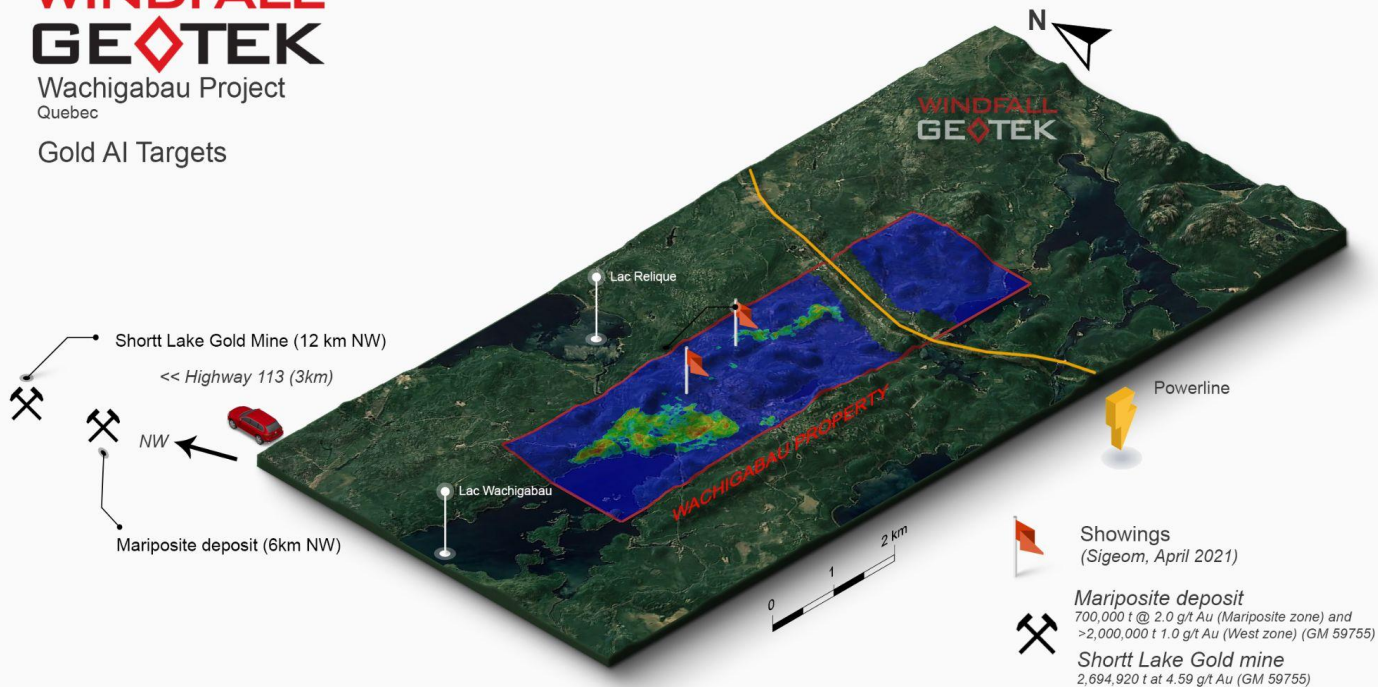 WINDFALL
GEOTEK
Wachigabau Project
Quebec
Gold AI Targets
N
WINDFALL
GEOTEK
Lac Relique
Shortt Lake Gold Mine (12 km NW)
<< Highway 113 (3km)
NW
Powerline
WACHIGABAU PROPERTY
Lac Wachigabau
Mariposite deposit (6km NW)
0 1 2 km
Showings
(Sigeom, April 2021)
Mariposite deposit
700,000 t @ 2.0 g/t Au (Mariposite zone) and
>2,000,000 t 1.0 g/t Au (West zone) (GM 59755)
Shortt Lake Gold mine
2,694,920 t at 4.59 g/t Au (GM 59755)